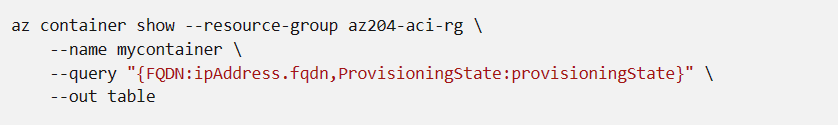 az container show --resource-group az204-aci-rg \
    --name mycontainer \
    --query "{FQDN:ipAddress.fqdn,ProvisioningState:provisioningState}" \
    --out table